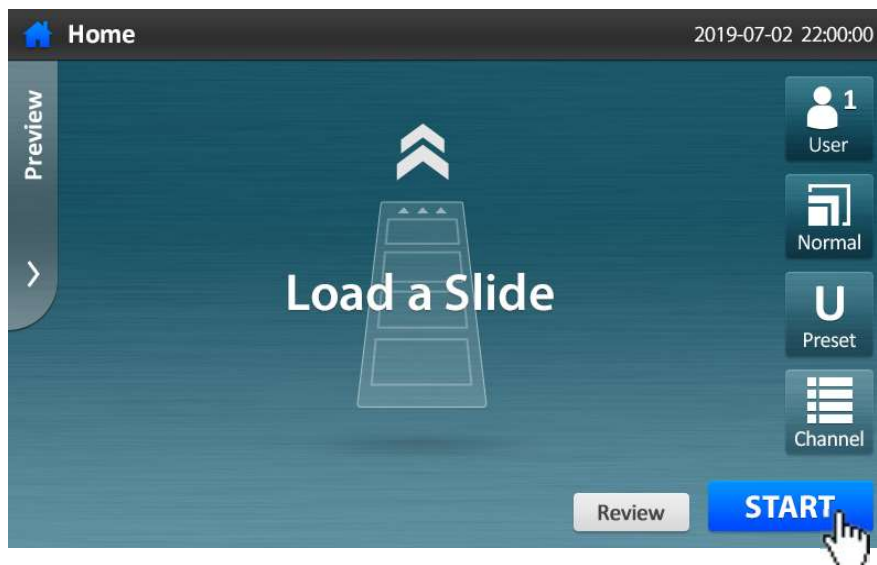 Home
2019-07-02 22:00:00
Preview
1
User
Normal
Load a Slide
U
Preset
Channel
Review
START